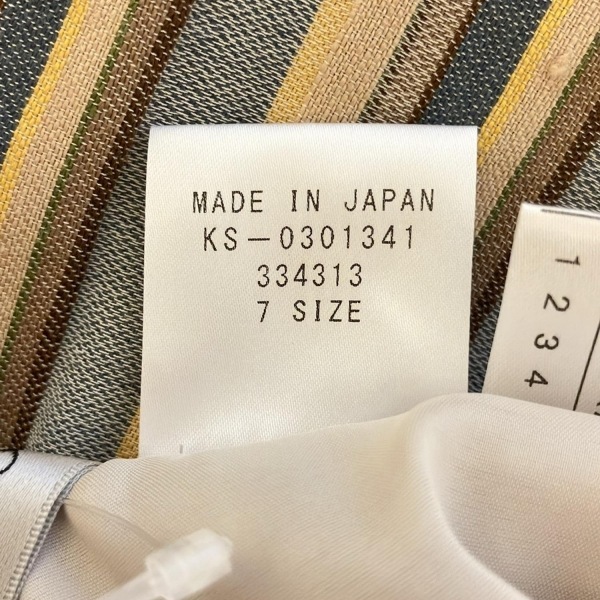 MADE IN JAPAN
KS-0301341
334313
7 SIZE
1
2
3
4